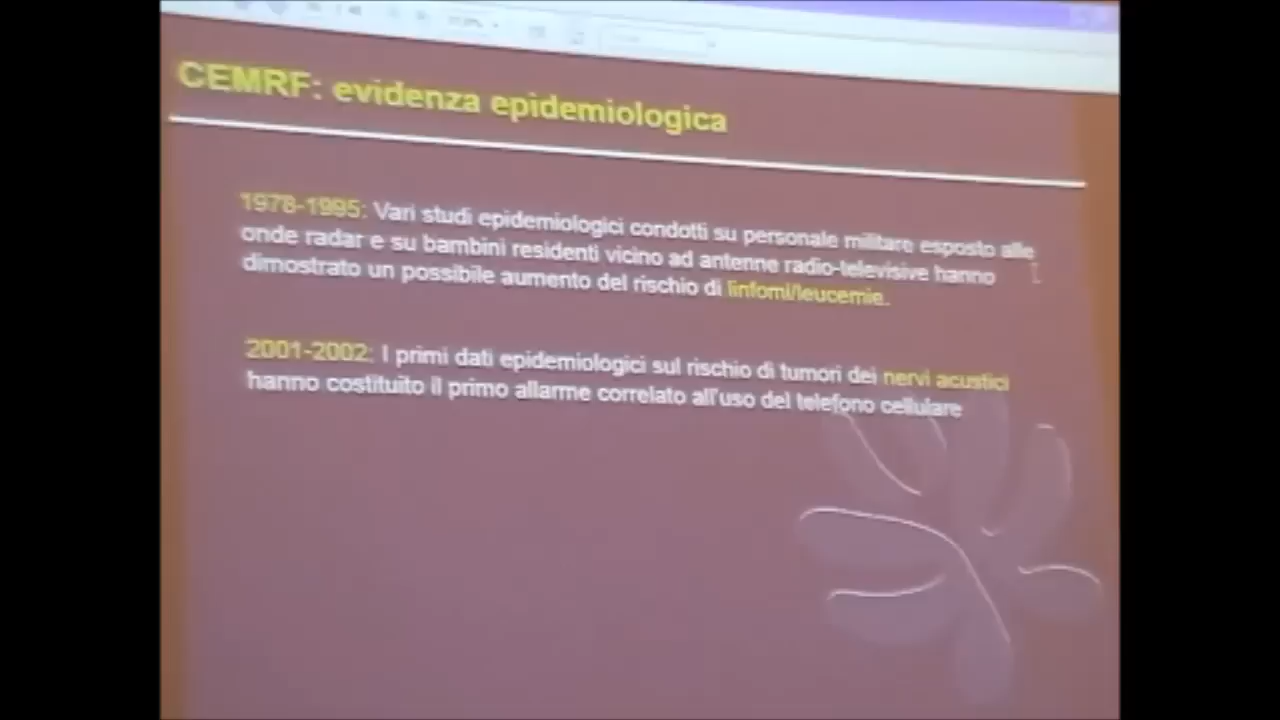 CEMRF: evidenza epidemiologica
1978-1995: Vari studi epidemiologici condotti su personale militare esposto alle
onde radar e su bambini residenti vicino ad antenne radio-televisive hanno
dimostrato un possibile aumento del rischio di linfomi/leucemie.
2001-2002: I primi dati epidemiologici sul rischio di tumori dei nervi acustici
hanno costituito il primo allarme correlato all'uso del telefono cellulare